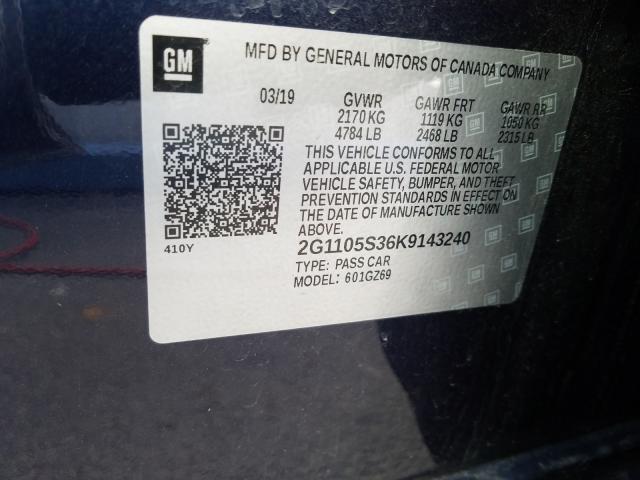 GM
MFD BY GENERAL MOTORS OF CANADA COMPANY
03/19 GVWR GAWR FRT GAWR RR
2170 KG 1119 KG 1050 KG
4784 LB 2468 LB 2315 LB
THIS VEHICLE CONFORMS TO ALL
APPLICABLE U.S. FEDERAL MOTOR
VEHICLE SAFETY, BUMPER, AND THEFT
PREVENTION STANDARDS IN EFFECT ON
THE DATE OF MANUFACTURE SHOWN
ABOVE.
410Y
2G1105S36K9143240
TYPE: PASS CAR
MODEL: 601GZ69